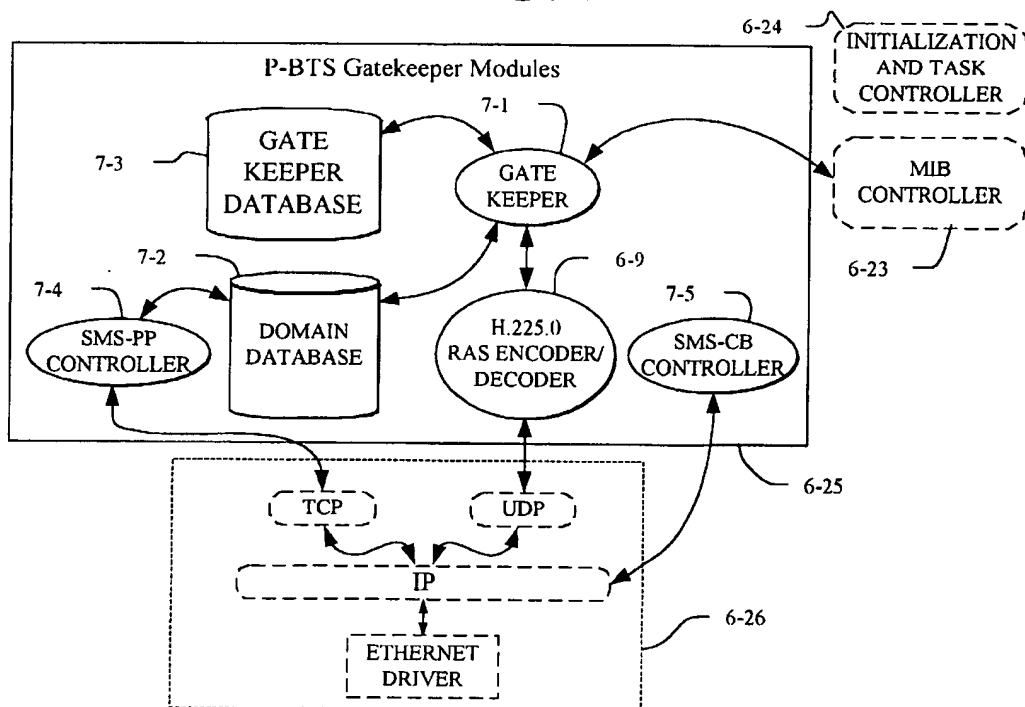 6-24
INITIALIZATION
AND TASK
CONTROLLER
P-BTS Gatekeeper Modules
7-1
7-3
GATE
KEEPER
DATABASE
GATE
KEEPER
MIB
CONTROLLER
6-23
7-2
6-9
7-4
7-5
SMS-PP
CONTROLLER
DOMAIN
DATABASE
H.225.0
RAS ENCODER/
DECODER
SMS-CB
CONTROLLER
6-25
TCP
UDP
IP
6-26
ETHERNET
DRIVER